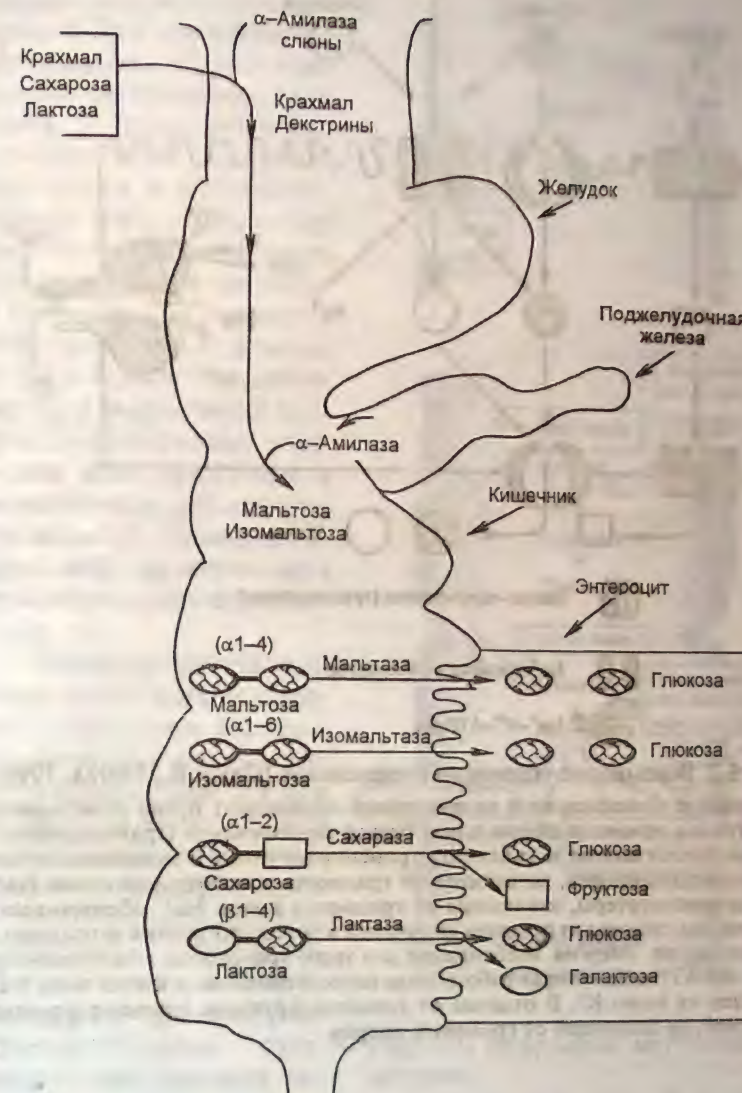 α–Амилаза
слюны
Крахмал
Сахароза
Лактоза
Крахмал
Декстрины
Желудок
Поджелудочная
железа
α–Амилаза
Мальтоза
Изомальтоза
Кишечник
Энтероцит
(α1–4)
Мальтаза
Глюкоза
Мальтоза
(α1–6)
Изомальтаза
Глюкоза
Изомальтоза
(α1–2)
Сахараза
Глюкоза
Сахароза
Фруктоза
(β1–4)
Лактаза
Глюкоза
Лактоза
Галактоза